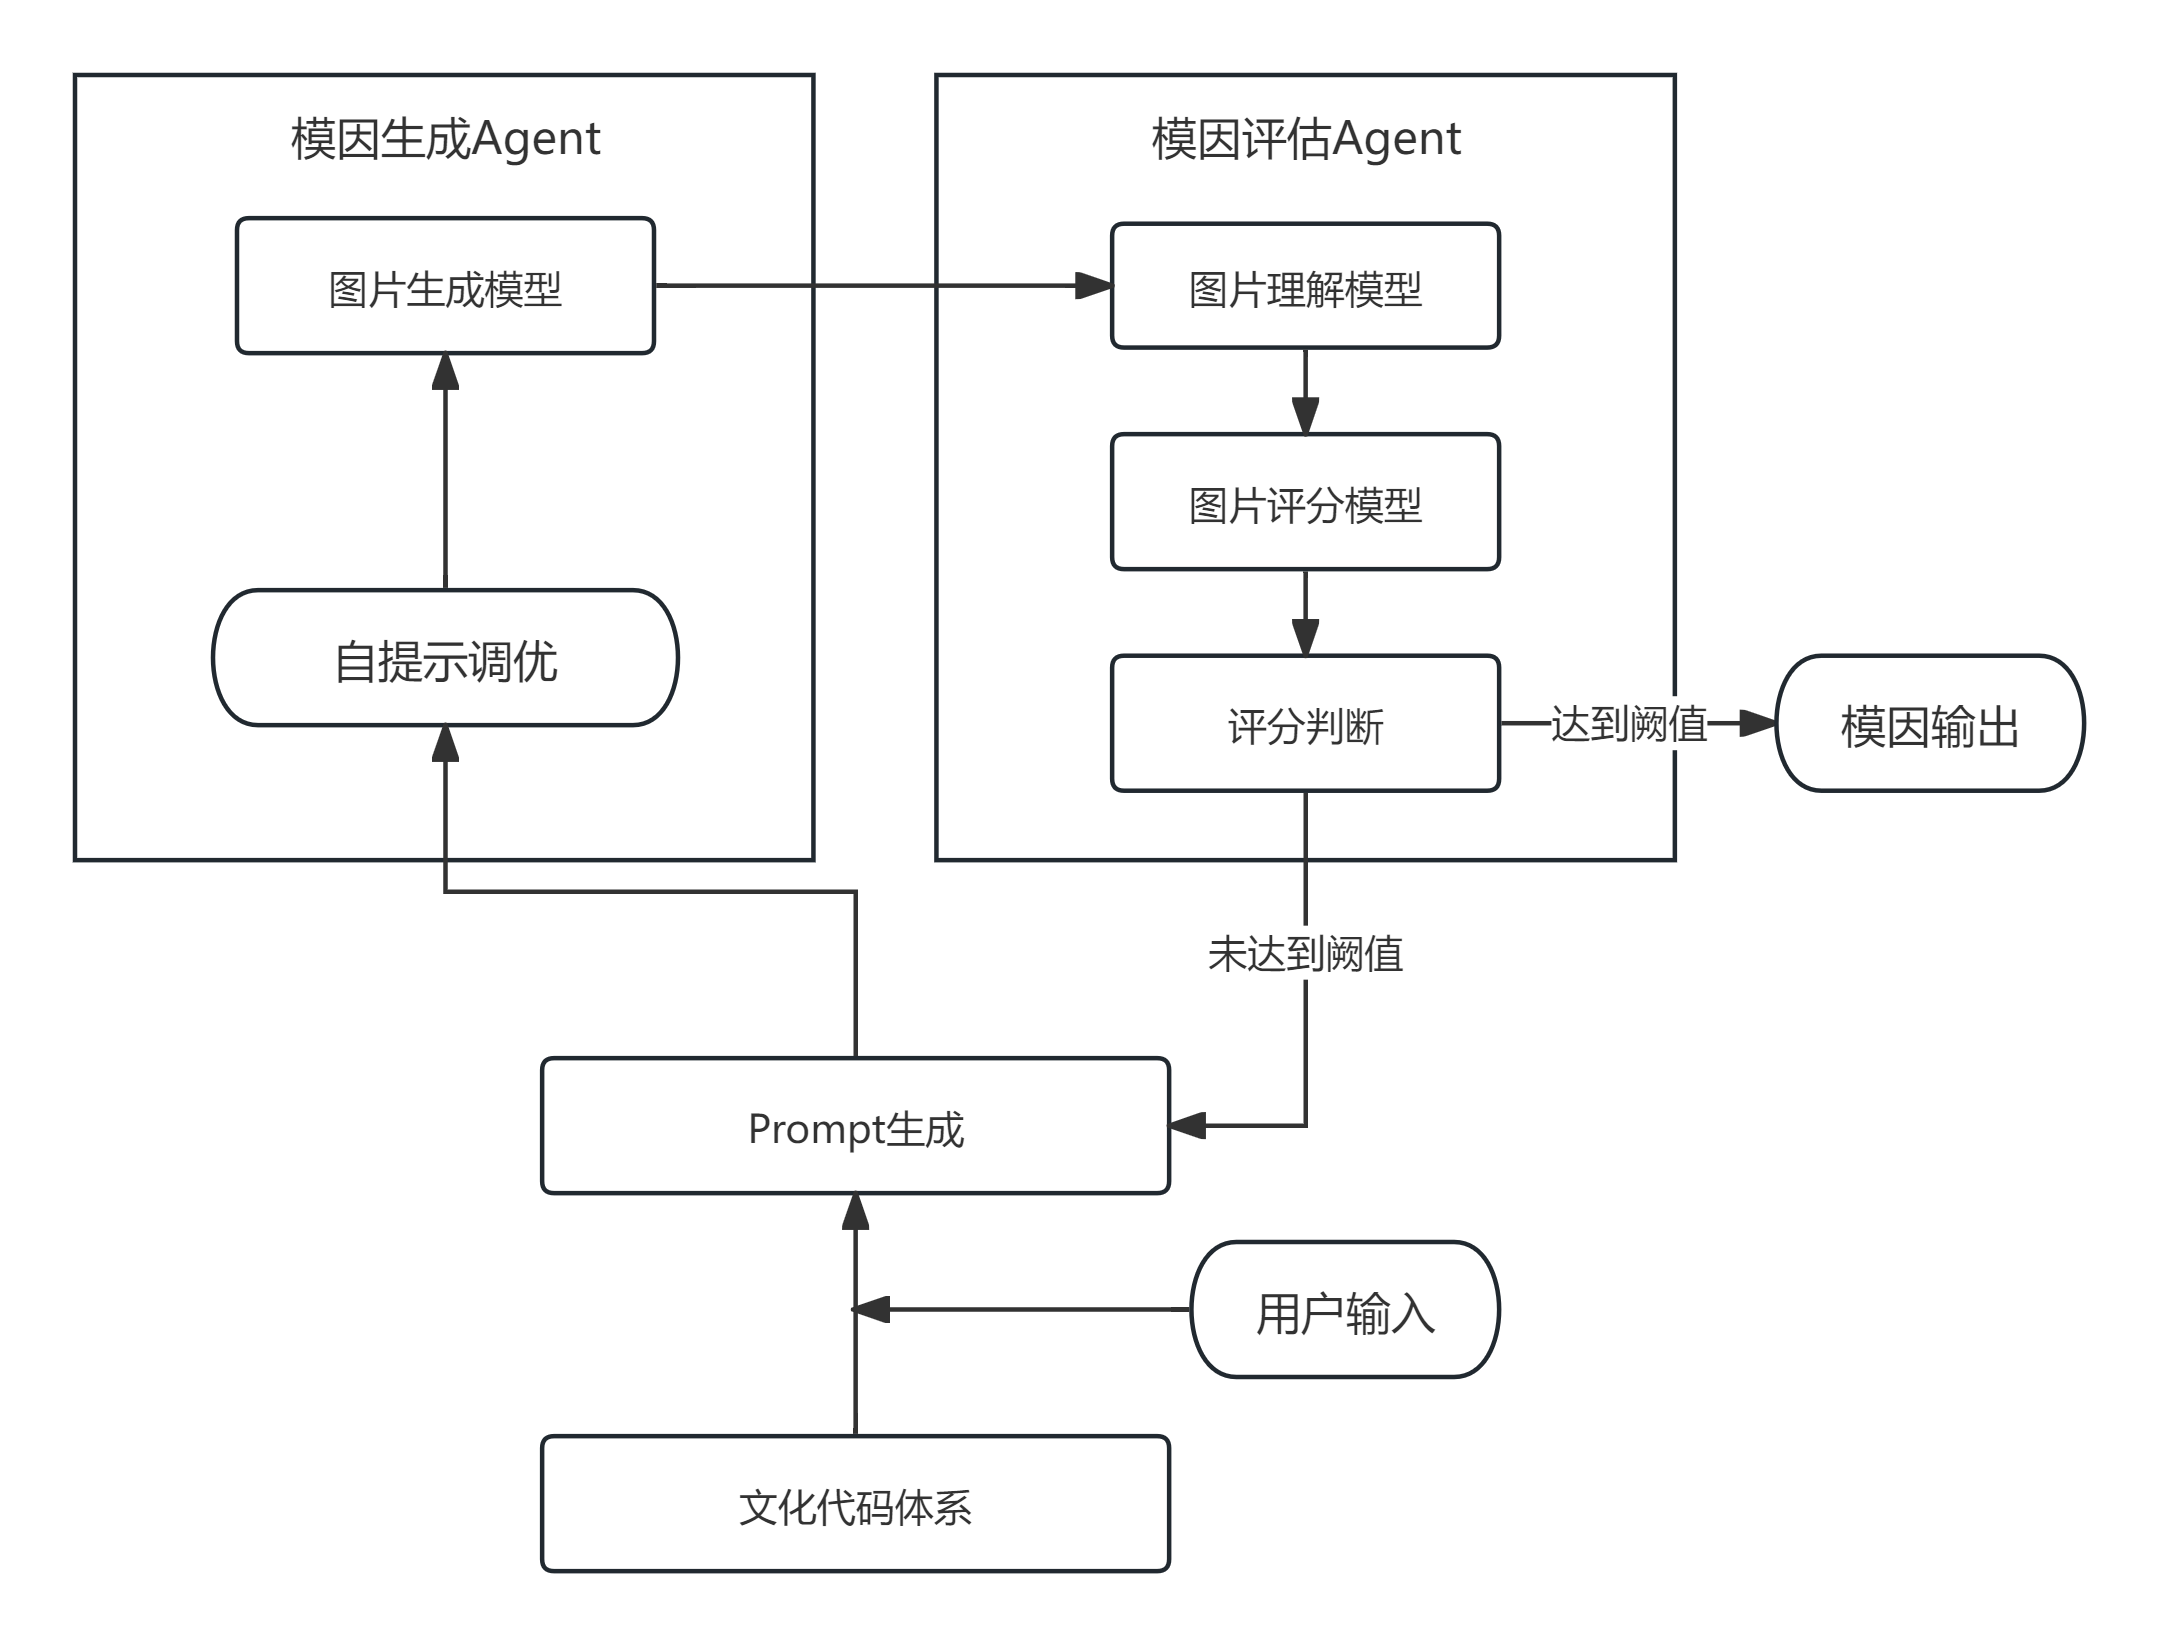 模因生成Agent
模因评估Agent
图片生成模型
图片理解模型
图片评分模型
自提示调优
评分判断
达到阙值
模因输出
未达到阙值
Prompt生成
用户输入
文化代码体系